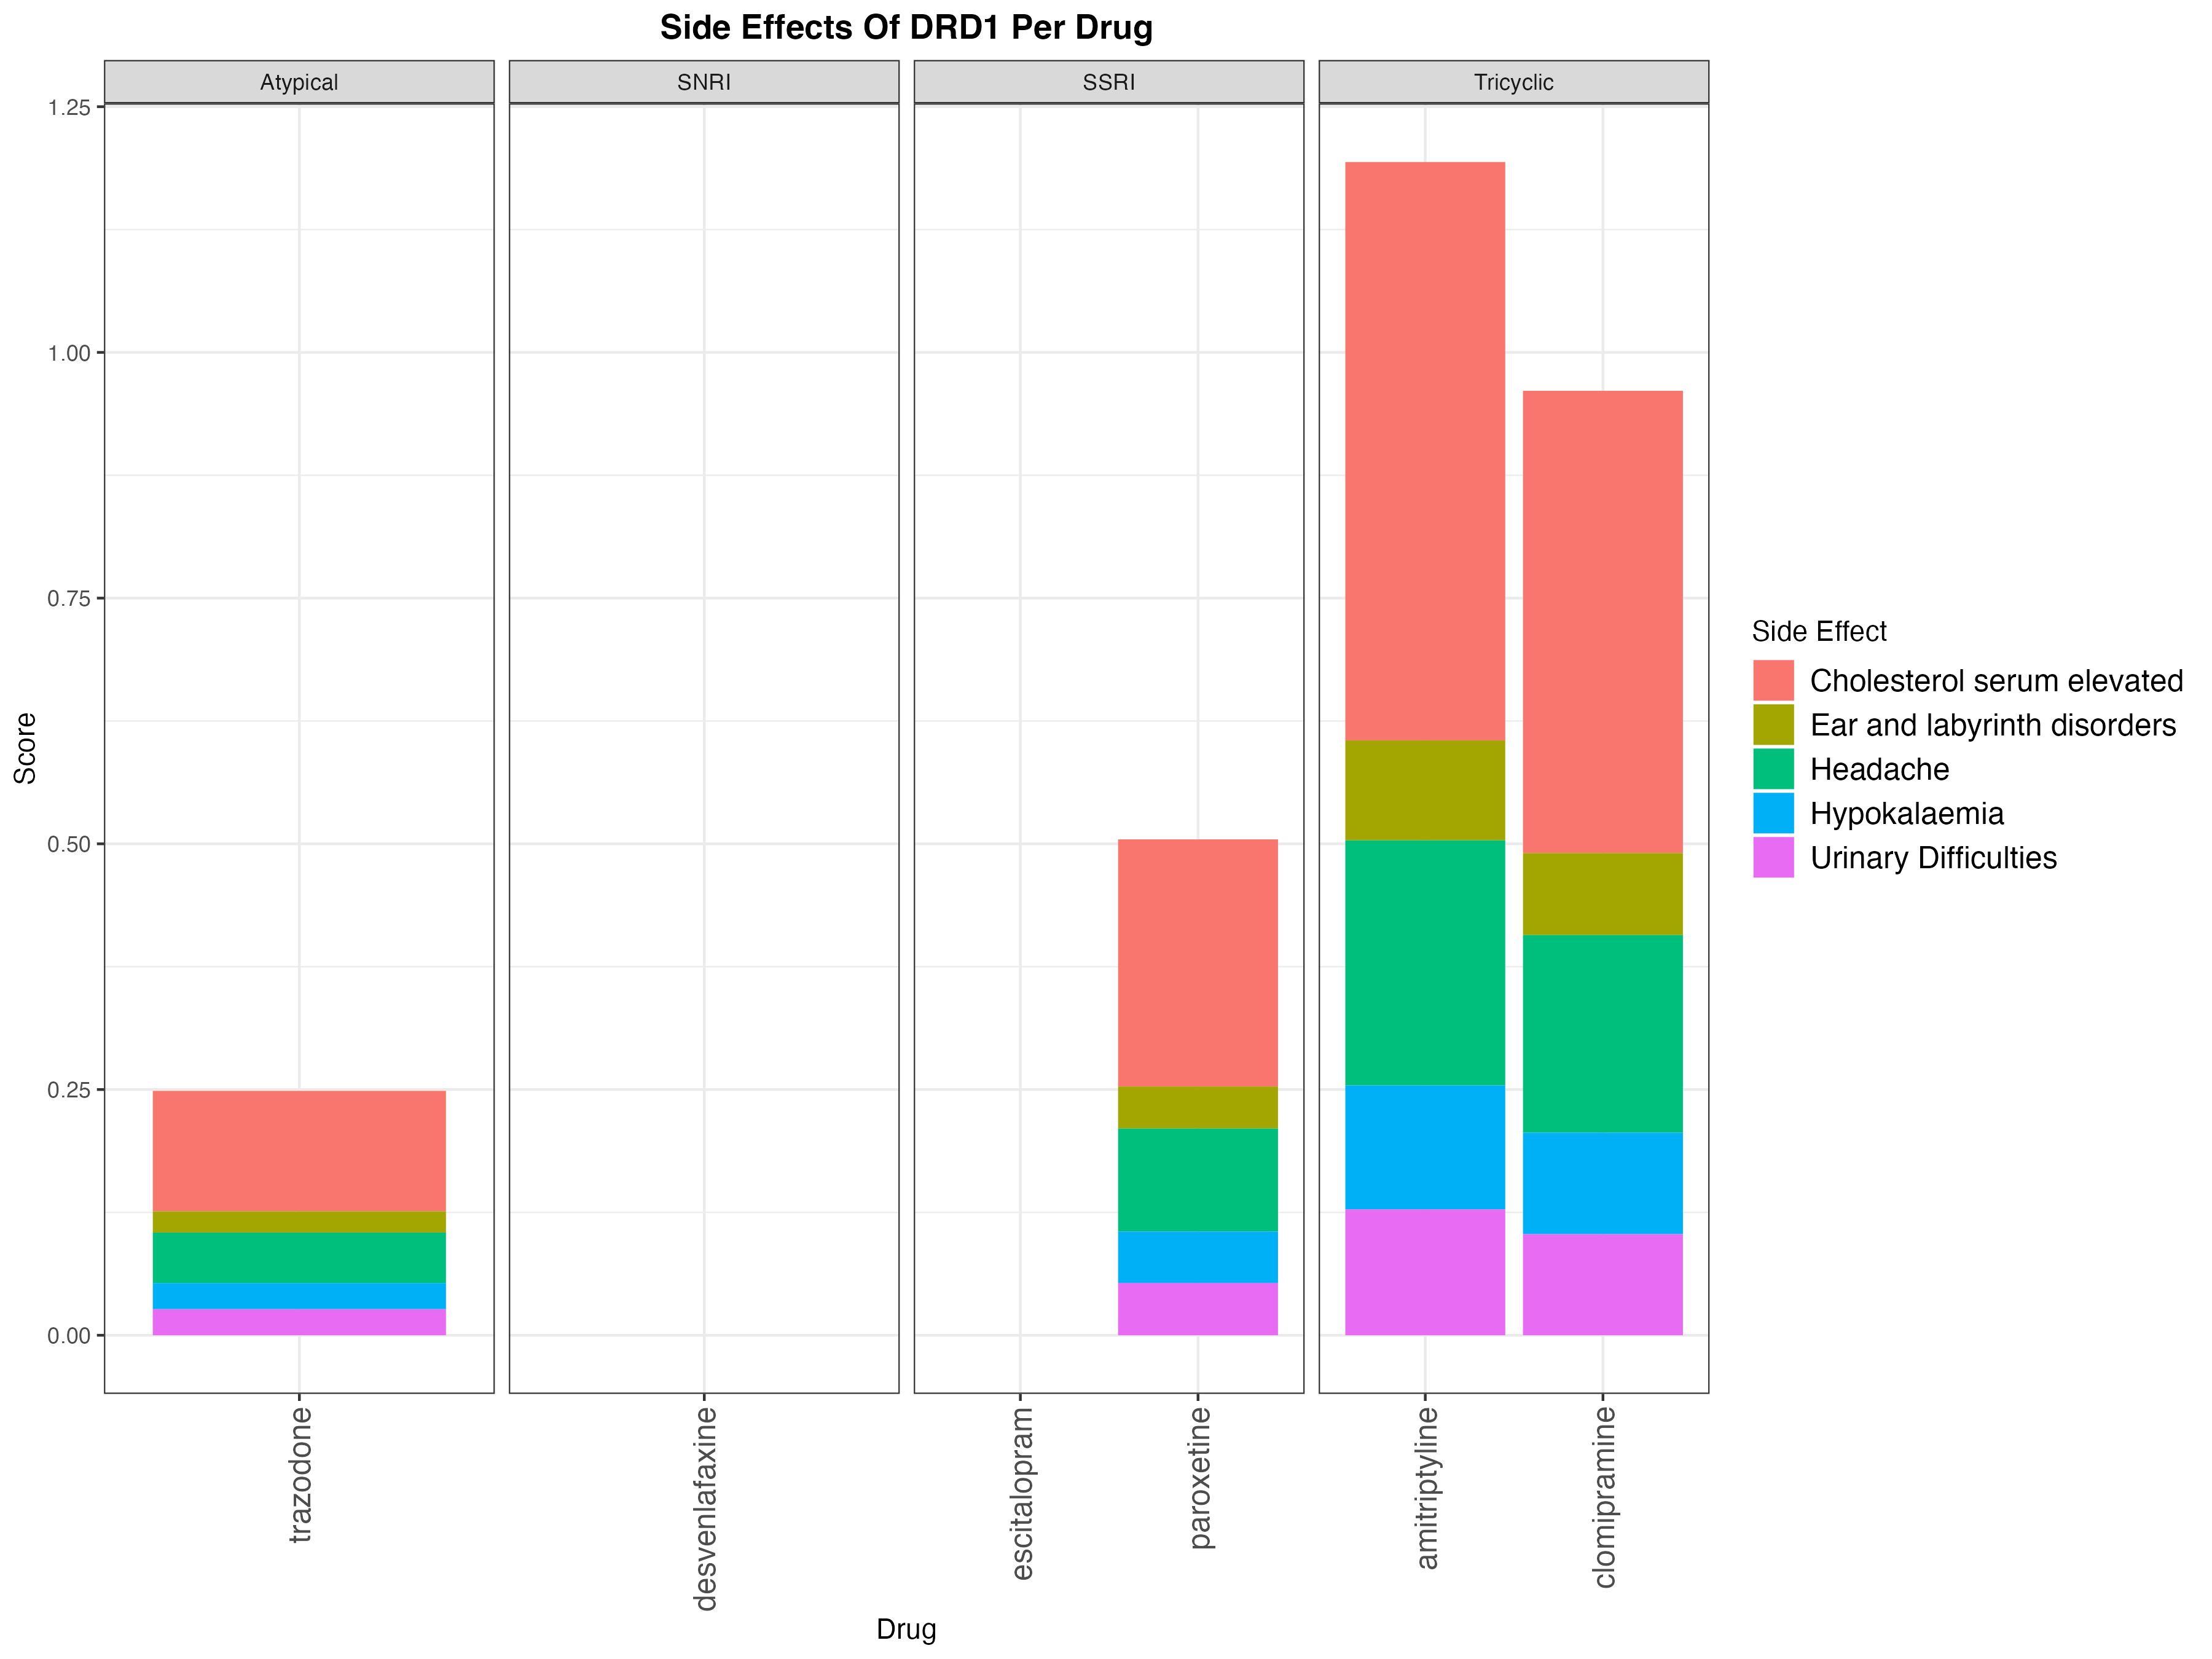 Side Effects Of DRD1 Per Drug
Atypical
SNRI
SSRI
Tricyclic
1.25
1.00
0.75
0.50
0.25
0.00
Score
trazodone
desvenlafaxine
escitalopram
paroxetine
amitriptyline
clomipramine
Drug
Side Effect
Cholesterol serum elevated
Ear and labyrinth disorders
Headache
Hypokalaemia
Urinary Difficulties